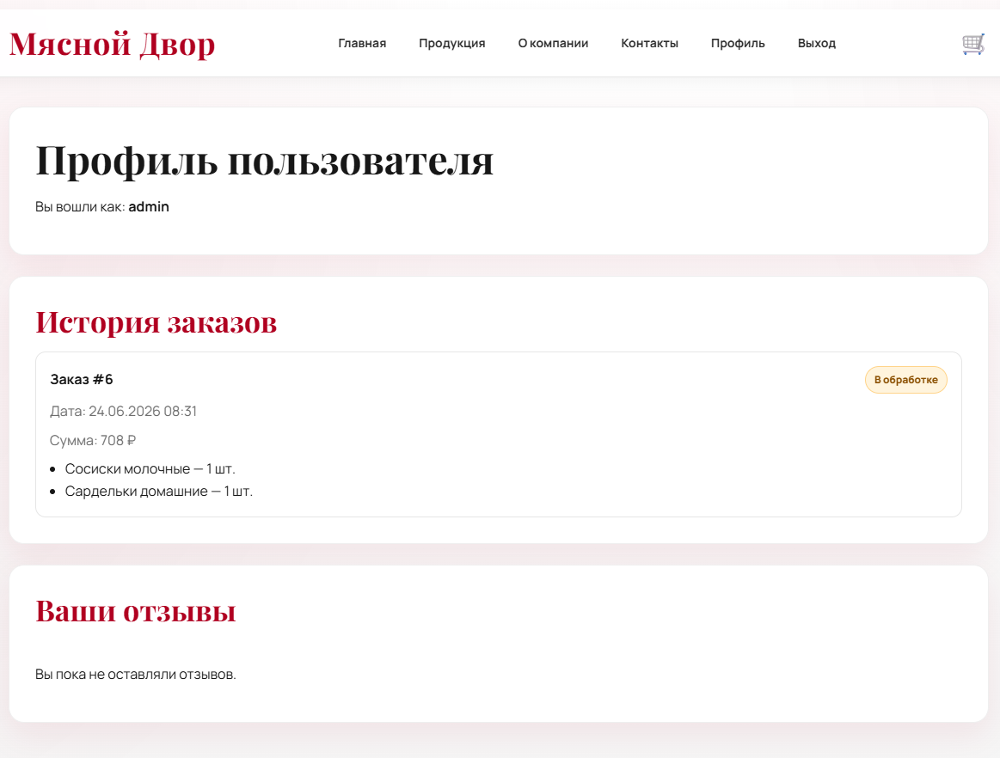 Мясной Двор
Главная Продукция О компании Контакты Профиль Выход
Профиль пользователя
Вы вошли как: admin
История заказов
Заказ #6 В обработке
Дата: 24.06.2026 08:31
Сумма: 708 ₽
• Сосиски молочные — 1 шт.
• Сардельки домашние — 1 шт.
Ваши отзывы
Вы пока не оставляли отзывов.